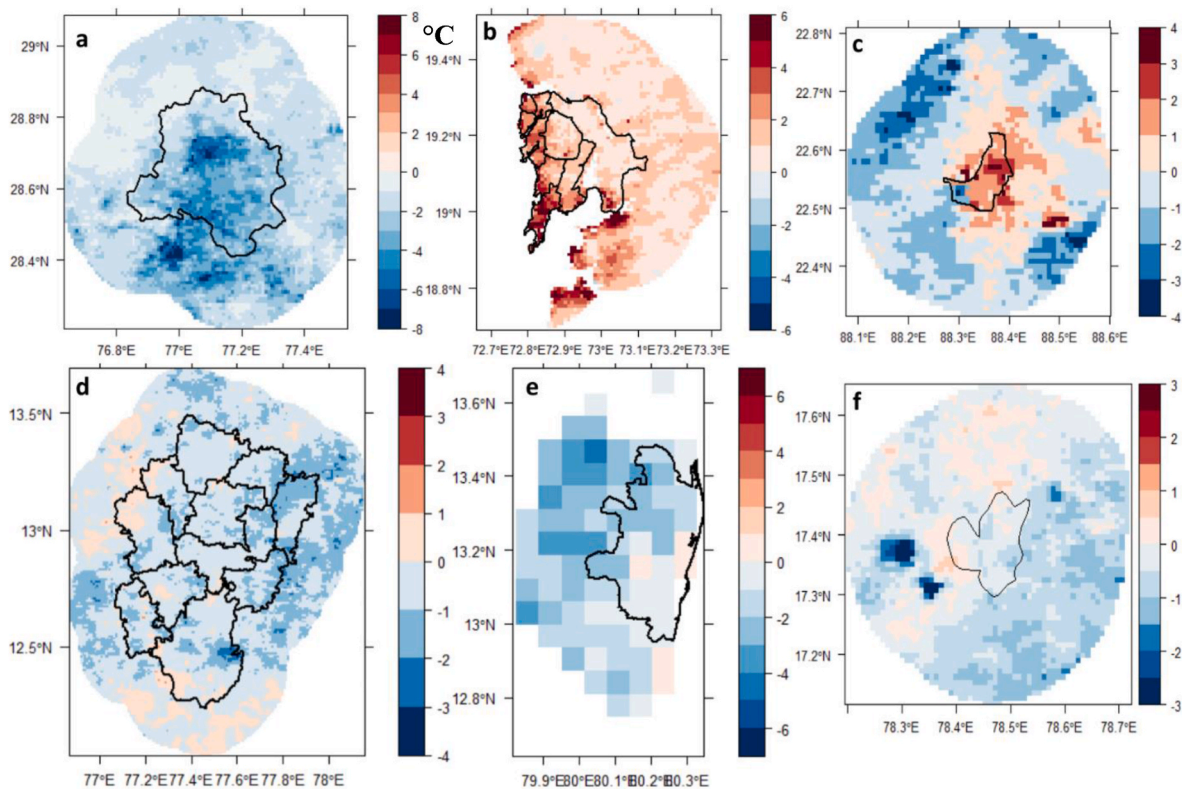 a
°C
b
c
29°N
28.8°N
28.6°N
28.4°N
8
6
4
2
0
-2
-4
-6
-8
76.8°E 77°E 77.2°E 77.4°E
19.4°N
19.2°N
19°N
18.8°N
6
4
2
0
-2
-4
-6
72.7°E 72.8°E 72.9°E 73°E 73.1°E 73.2°E 73.3°E
22.8°N
22.7°N
22.6°N
22.5°N
22.4°N
4
3
2
1
0
-1
-2
-3
-4
88.1°E 88.2°E 88.3°E 88.4°E 88.5°E 88.6°E
d
e
f
13.5°N
13°N
12.5°N
4
3
2
1
0
-1
-2
-3
-4
77°E 77.2°E 77.4°E 77.6°E 77.8°E 78°E
13.6°N
13.4°N
13.2°N
13°N
12.8°N
6
4
2
0
-2
-4
-6
79.9°E 80°E 80.1°E 80.2°E 80.3°E
17.6°N
17.5°N
17.4°N
17.3°N
17.2°N
3
2
1
0
-1
-2
-3
78.3°E 78.4°E 78.5°E 78.6°E 78.7°E